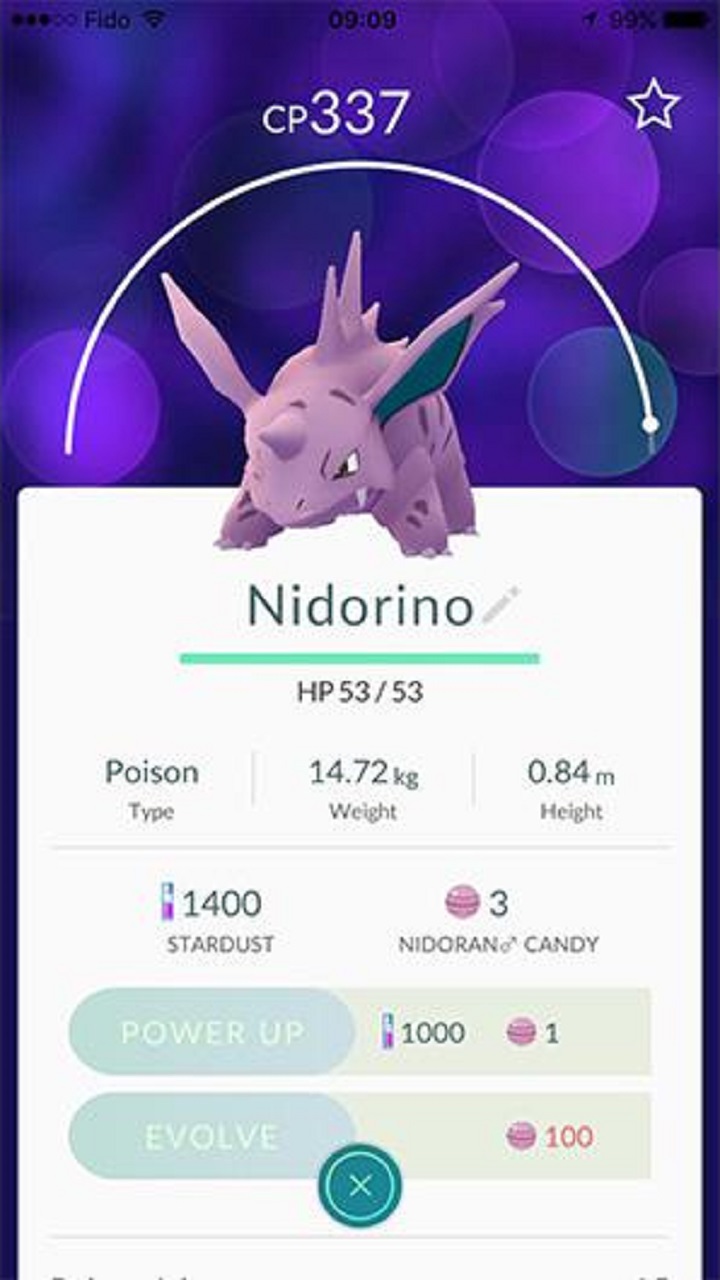 Fido 09:09 99%
CP337
Nidorino
HP 53 / 53
Poison 14.72 kg 0.84 m
Type Weight Height
1400 3
STARDUST NIDORAN♂ CANDY
POWER UP 1000 1
EVOLVE 100